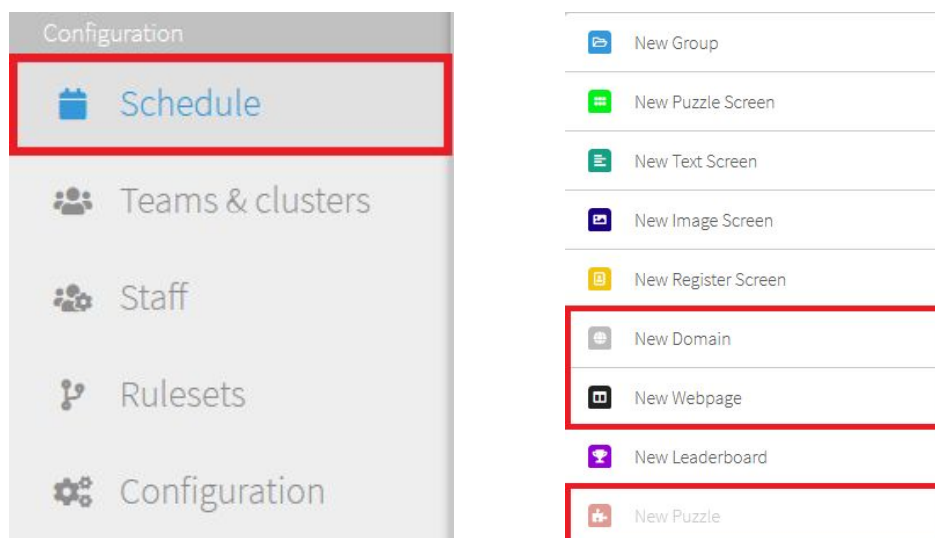 Configuration
Schedule
Teams & clusters
Staff
Rulesets
Configuration
New Group
New Puzzle Screen
New Text Screen
New Image Screen
New Register Screen
New Domain
New Webpage
New Leaderboard
New Puzzle